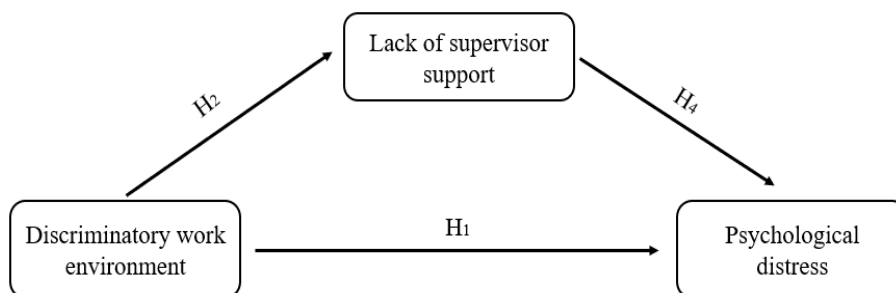 Lack of supervisor
support
H₂
H₄
Discriminatory work
environment
H₁
Psychological
distress